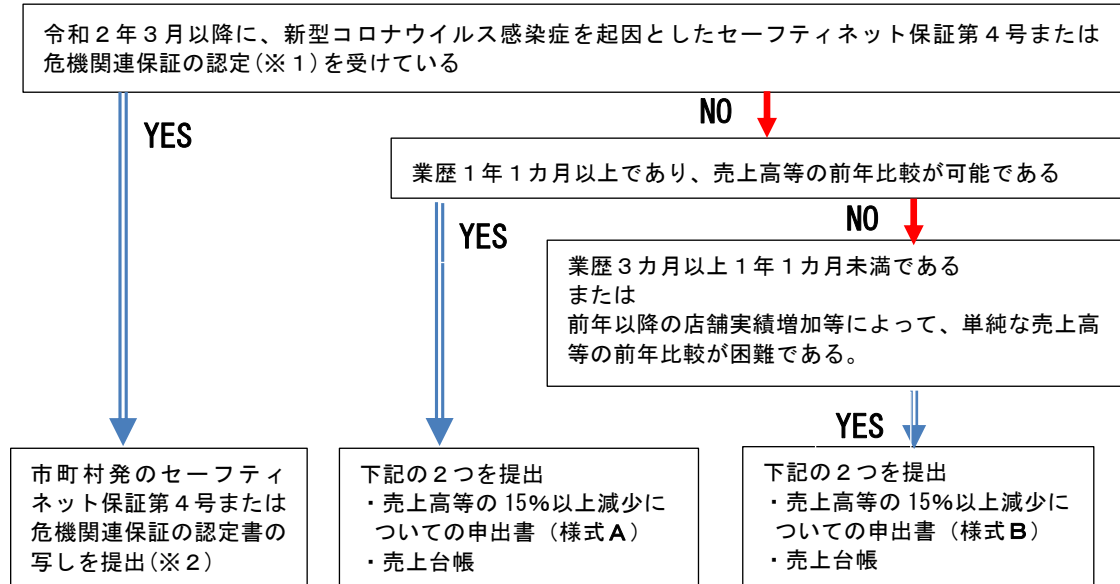 令和２年３月以降に、新型コロナウイルス感染症を起因としたセーフティネット保証第４号または
危機関連保証の認定(※１)を受けている
YES
NO
業歴１年１カ月以上であり、売上高等の前年比較が可能である
YES
NO
業歴３カ月以上１年１カ月未満である
または
前年以降の店舗実績増加等によって、単純な売上高
等の前年比較が困難である。
YES
市町村発のセーフティ
ネット保証第４号または
危機関連保証の認定書の
写しを提出(※２)
下記の２つを提出
・売上高等の 15%以上減少に
ついての申出書（様式Ａ）
・売上台帳
下記の２つを提出
・売上高等の 15%以上減少に
ついての申出書（様式Ｂ）
・売上台帳